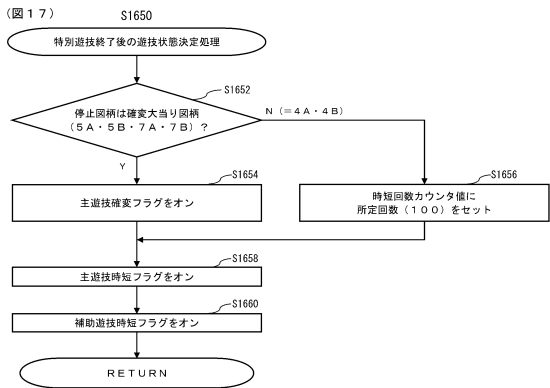 (図17)
S1650
特別遊技終了後の遊技状態決定処理
S1652
停止図柄は確変大当り図柄
(5A・5B・7A・7B)?
N(=4A・4B)
Y
S1654
主遊技確変フラグをオン
S1656
時短回数カウンタ値に
所定回数(100)をセット
S1658
主遊技時短フラグをオン
S1660
補助遊技時短フラグをオン
RETURN